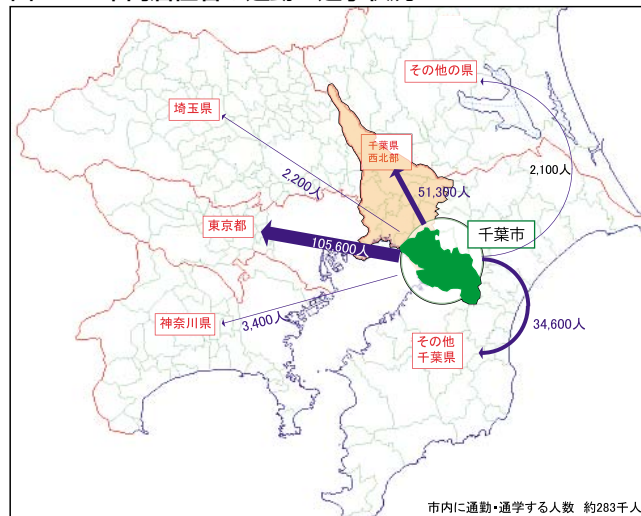 その他の県
埼玉県
千葉県
西北部
2,100人
2,200人
51,300人
東京都
千葉市
105,600人
神奈川県
3,400人
34,600人
その他
千葉県
市内に通勤・通学する人数 約283千人